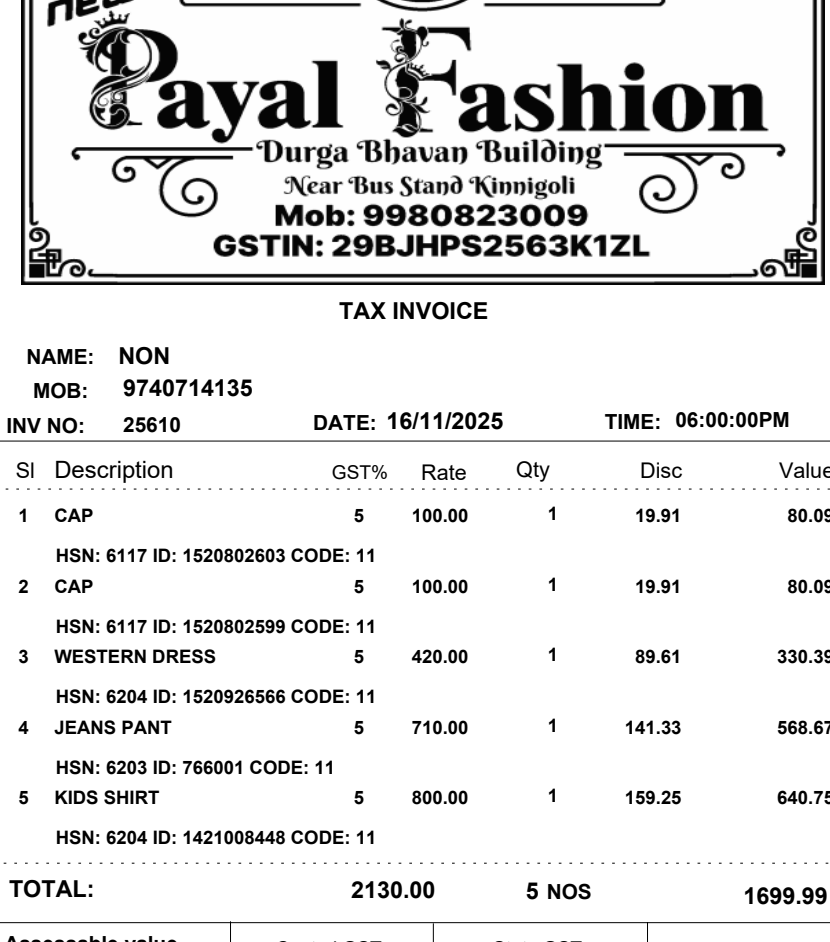 new
Payal Fashion
Durga Bhavan Building
Near Bus Stand Kinnigoli
Mob: 9980823009
GSTIN: 29BJHPS2563K1ZL
TAX INVOICE
NAME: NON
MOB: 9740714135
INV NO: 25610 DATE: 16/11/2025 TIME: 06:00:00PM
Sl Description GST% Rate Qty Disc Value
1 CAP 5 100.00 1 19.91 80.09
HSN: 6117 ID: 1520802603 CODE: 11
2 CAP 5 100.00 1 19.91 80.09
HSN: 6117 ID: 1520802599 CODE: 11
3 WESTERN DRESS 5 420.00 1 89.61 330.39
HSN: 6204 ID: 1520926566 CODE: 11
4 JEANS PANT 5 710.00 1 141.33 568.67
HSN: 6203 ID: 766001 CODE: 11
5 KIDS SHIRT 5 800.00 1 159.25 640.75
HSN: 6204 ID: 1421008448 CODE: 11
TOTAL: 2130.00 5 NOS 1699.99